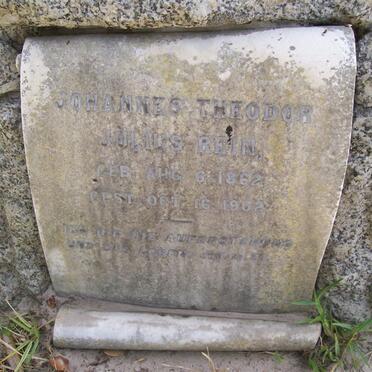 JOHANNES THEODOR
JULIUS REIN,
GEB. AUG. 6. 1862
GEST. OCT. 16. 1902
ICH BIN DIE AUFERSTEHUNG
UND DAS LEBEN